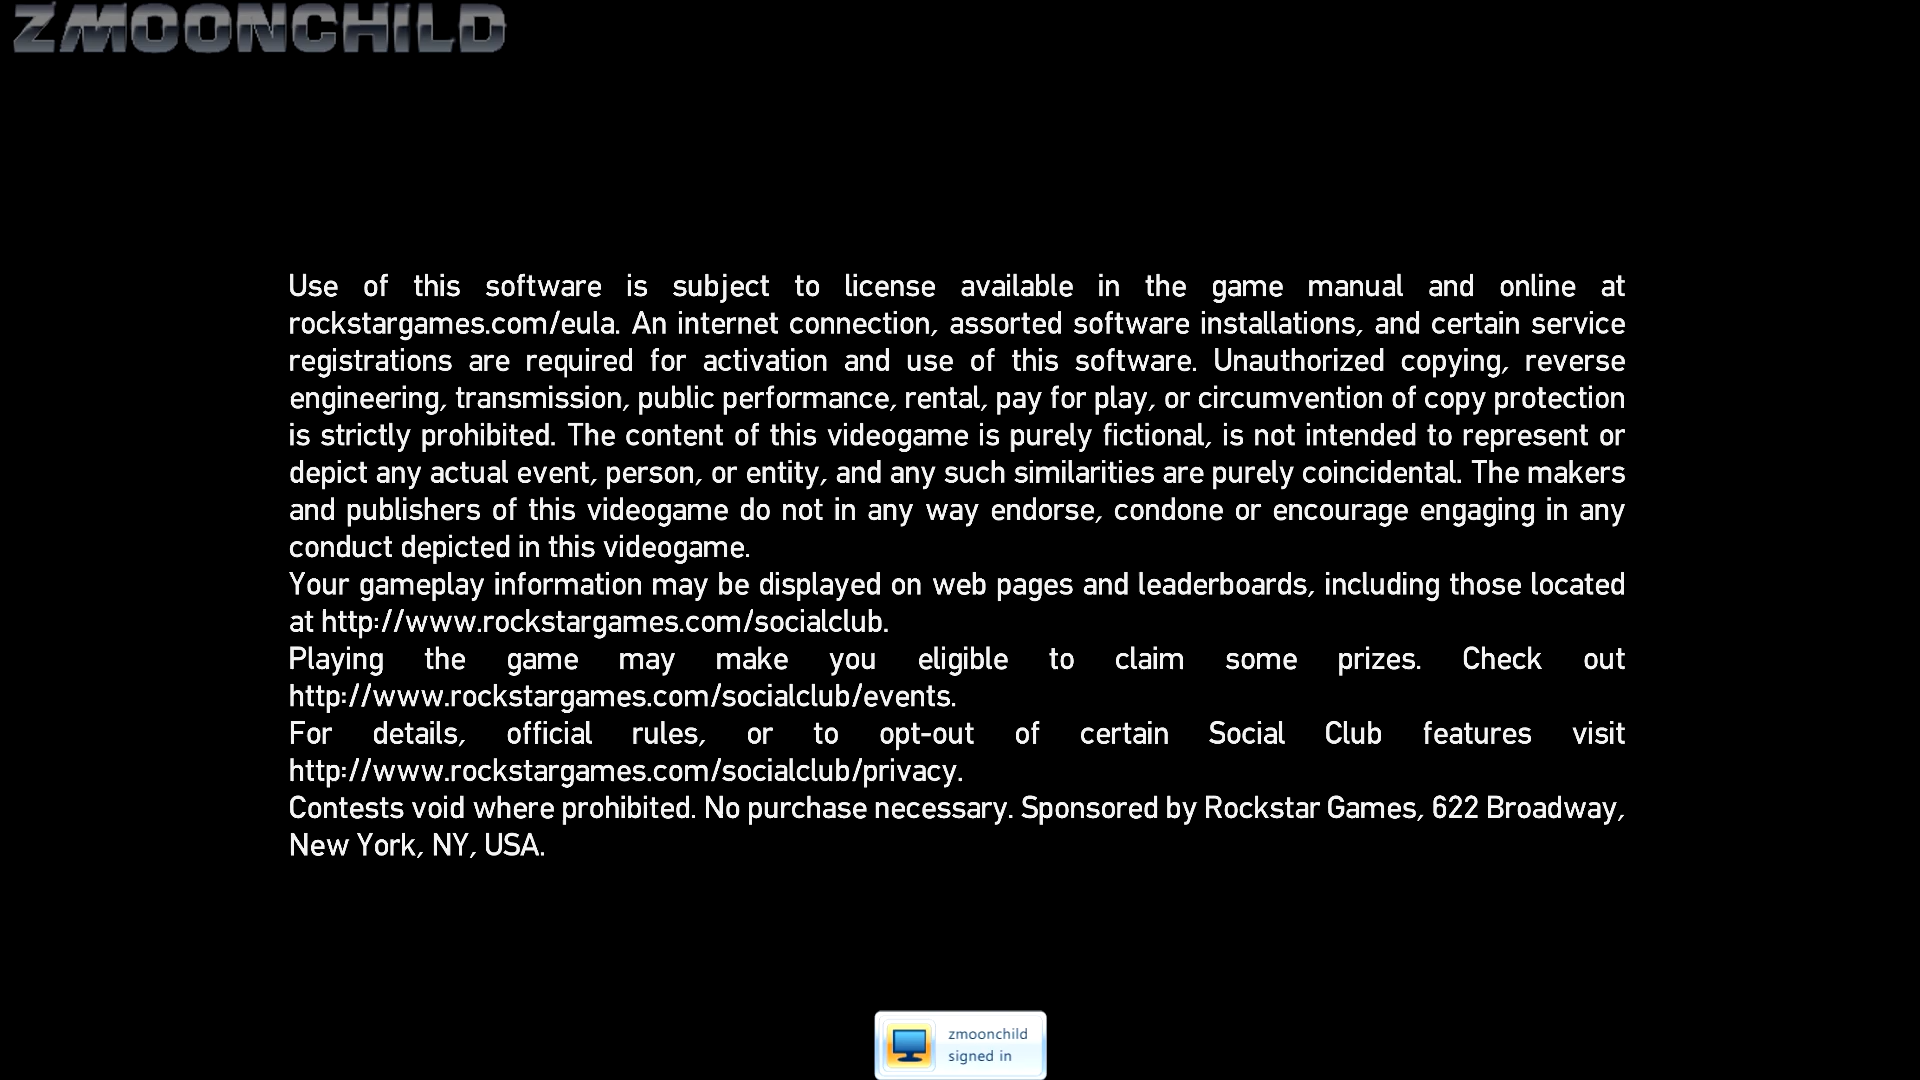 ZMOONCHILD
Use of this software is subject to license available in the game manual and online at
rockstargames.com/eula. An internet connection, assorted software installations, and certain service
registrations are required for activation and use of this software. Unauthorized copying, reverse
engineering, transmission, public performance, rental, pay for play, or circumvention of copy protection
is strictly prohibited. The content of this videogame is purely fictional, is not intended to represent or
depict any actual event, person, or entity, and any such similarities are purely coincidental. The makers
and publishers of this videogame do not in any way endorse, condone or encourage engaging in any
conduct depicted in this videogame.
Your gameplay information may be displayed on web pages and leaderboards, including those located
at http://www.rockstargames.com/socialclub.
Playing the game may make you eligible to claim some prizes. Check out
http://www.rockstargames.com/socialclub/events.
For details, official rules, or to opt-out of certain Social Club features visit
http://www.rockstargames.com/socialclub/privacy.
Contests void where prohibited. No purchase necessary. Sponsored by Rockstar Games, 622 Broadway,
New York, NY, USA.
zmoonchild
signed in